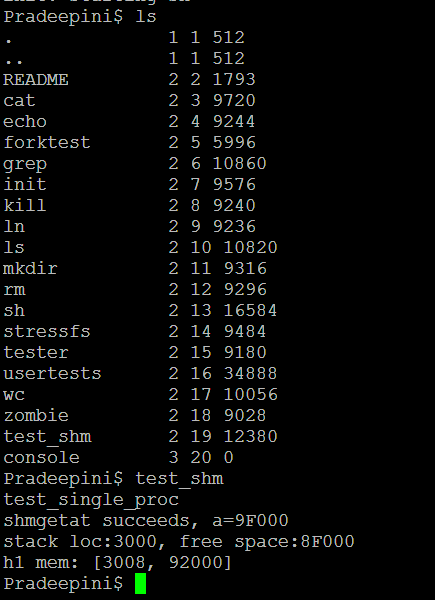 Pradeepini$ ls
. 1 1 512
.. 1 1 512
README 2 2 1793
cat 2 3 9720
echo 2 4 9244
forktest 2 5 5996
grep 2 6 10860
init 2 7 9576
kill 2 8 9240
ln 2 9 9236
ls 2 10 10820
mkdir 2 11 9316
rm 2 12 9296
sh 2 13 16584
stressfs 2 14 9484
tester 2 15 9180
usertests 2 16 34888
wc 2 17 10056
zombie 2 18 9028
test_shm 2 19 12380
console 3 20 0
Pradeepini$ test_shm
test_single_proc
shmgetat succeeds, a=9F000
stack loc:3000, free space:8F000
h1 mem: [3008, 92000]
Pradeepini$